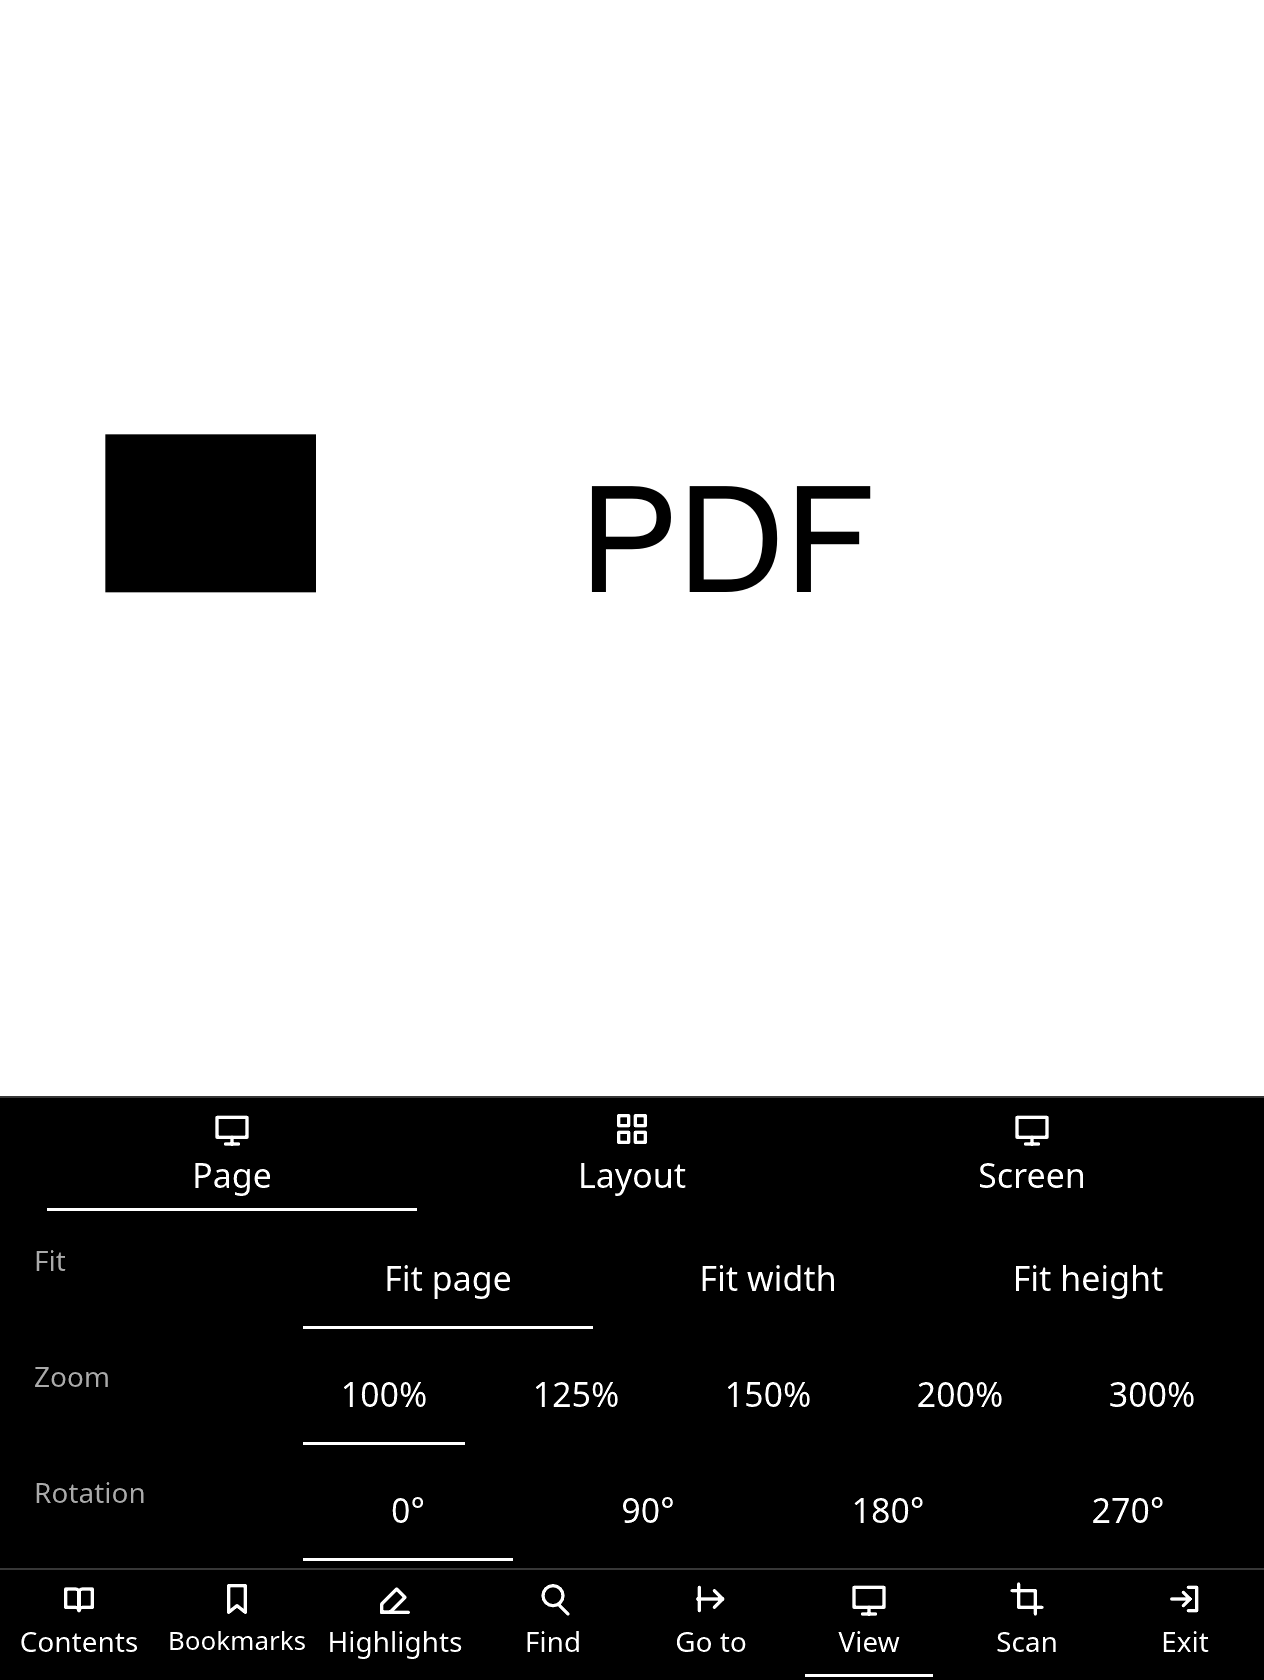 PDF
Page Layout Screen
Fit Fit page Fit width Fit height
Zoom 100% 125% 150% 200% 300%
Rotation 0° 90° 180° 270°
Contents Bookmarks Highlights Find Go to View Scan Exit